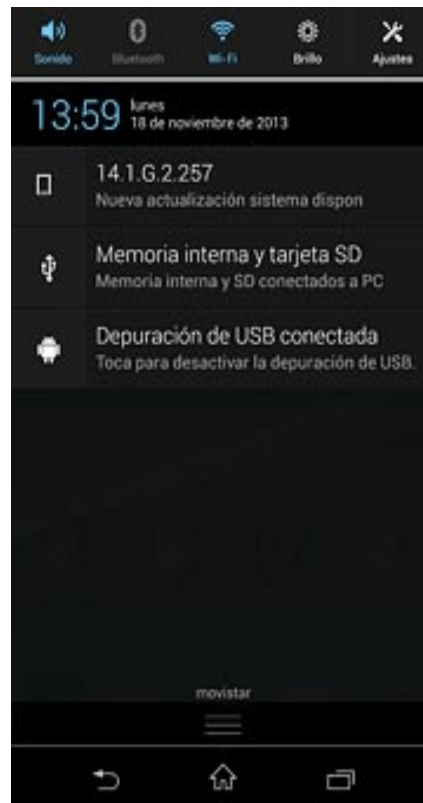 Sonido Bluetooth Wi-Fi Brillo Ajustes
13:59 lunes
18 de noviembre de 2013
14.1.G.2.257
Nueva actualización sistema dispon
Memoria interna y tarjeta SD
Memoria interna y SD conectados a PC
Depuración de USB conectada
Toca para desactivar la depuración de USB.
movistar